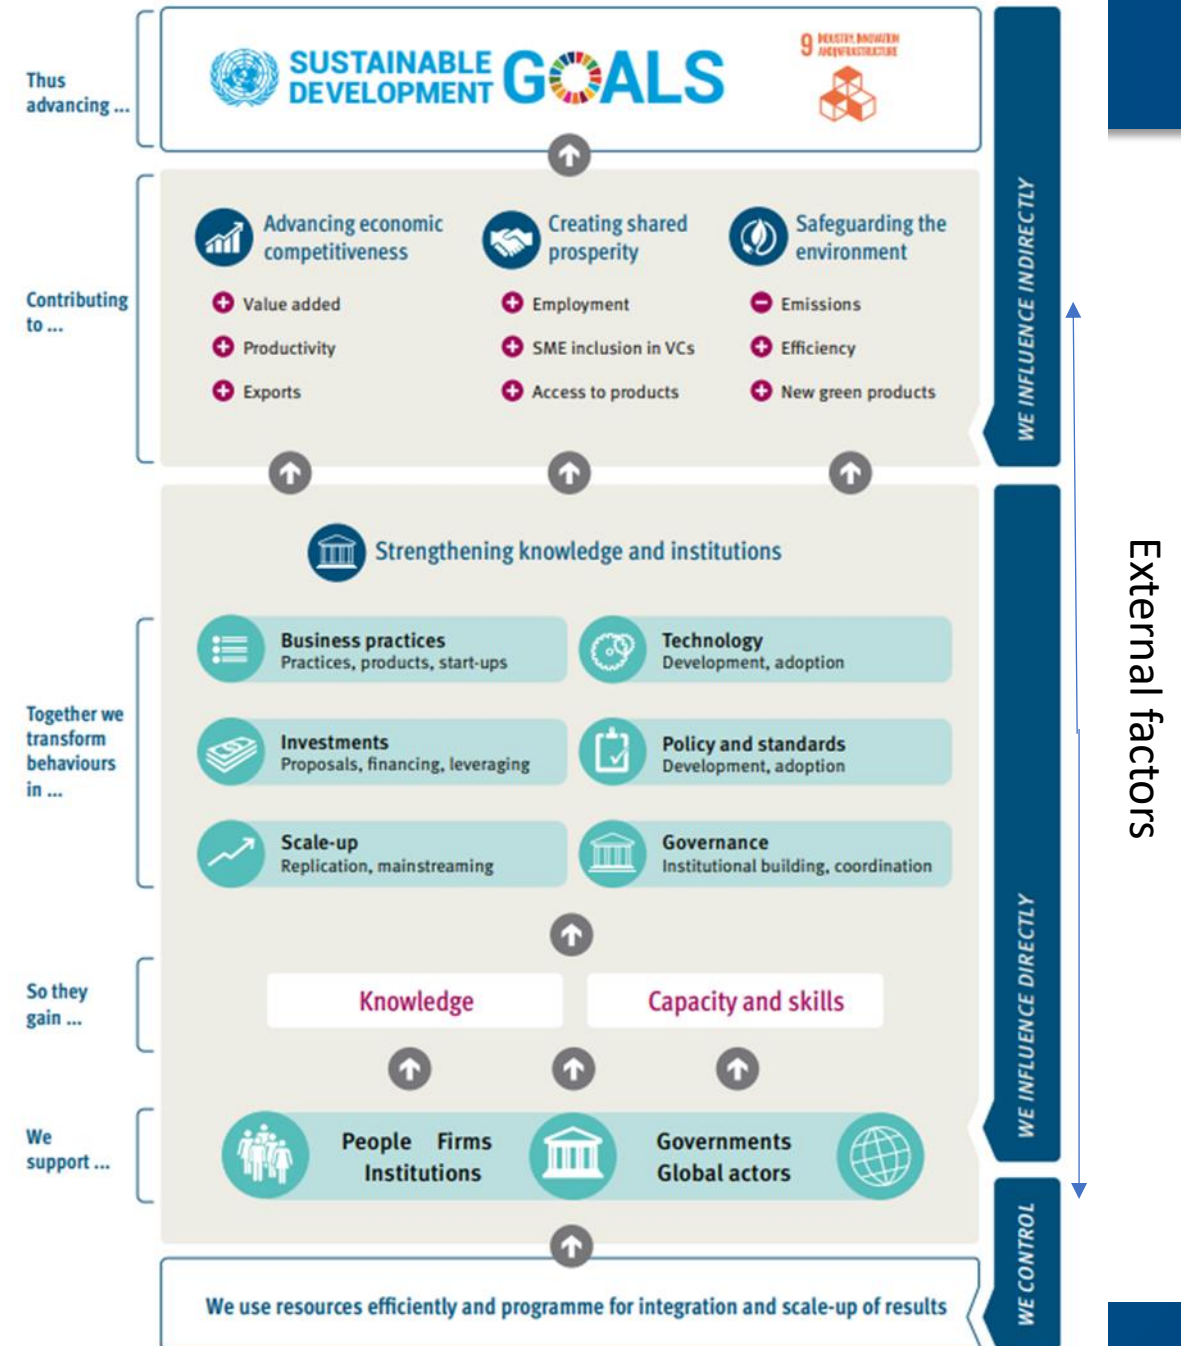 Thus
advancing ...
SUSTAINABLE
DEVELOPMENT
GOALS
9 INDUSTRY, INNOVATION
AND INFRASTRUCTURE
Contributing
to ...
Advancing economic
competitiveness
Value added
Productivity
Exports
Creating shared
prosperity
Employment
SME inclusion in VCs
Access to products
Safeguarding the
environment
Emissions
Efficiency
New green products
WE INFLUENCE INDIRECTLY
Together we
transform
behaviours
in ...
Strengthening knowledge and institutions
Business practices
Practices, products, start-ups
Technology
Development, adoption
Investments
Proposals, financing, leveraging
Policy and standards
Development, adoption
Scale-up
Replication, mainstreaming
Governance
Institutional building, coordination
So they
gain ...
Knowledge
Capacity and skills
We
support ...
People Firms
Institutions
Governments
Global actors
WE INFLUENCE DIRECTLY
We use resources efficiently and programme for integration and scale-up of results
WE CONTROL
External factors